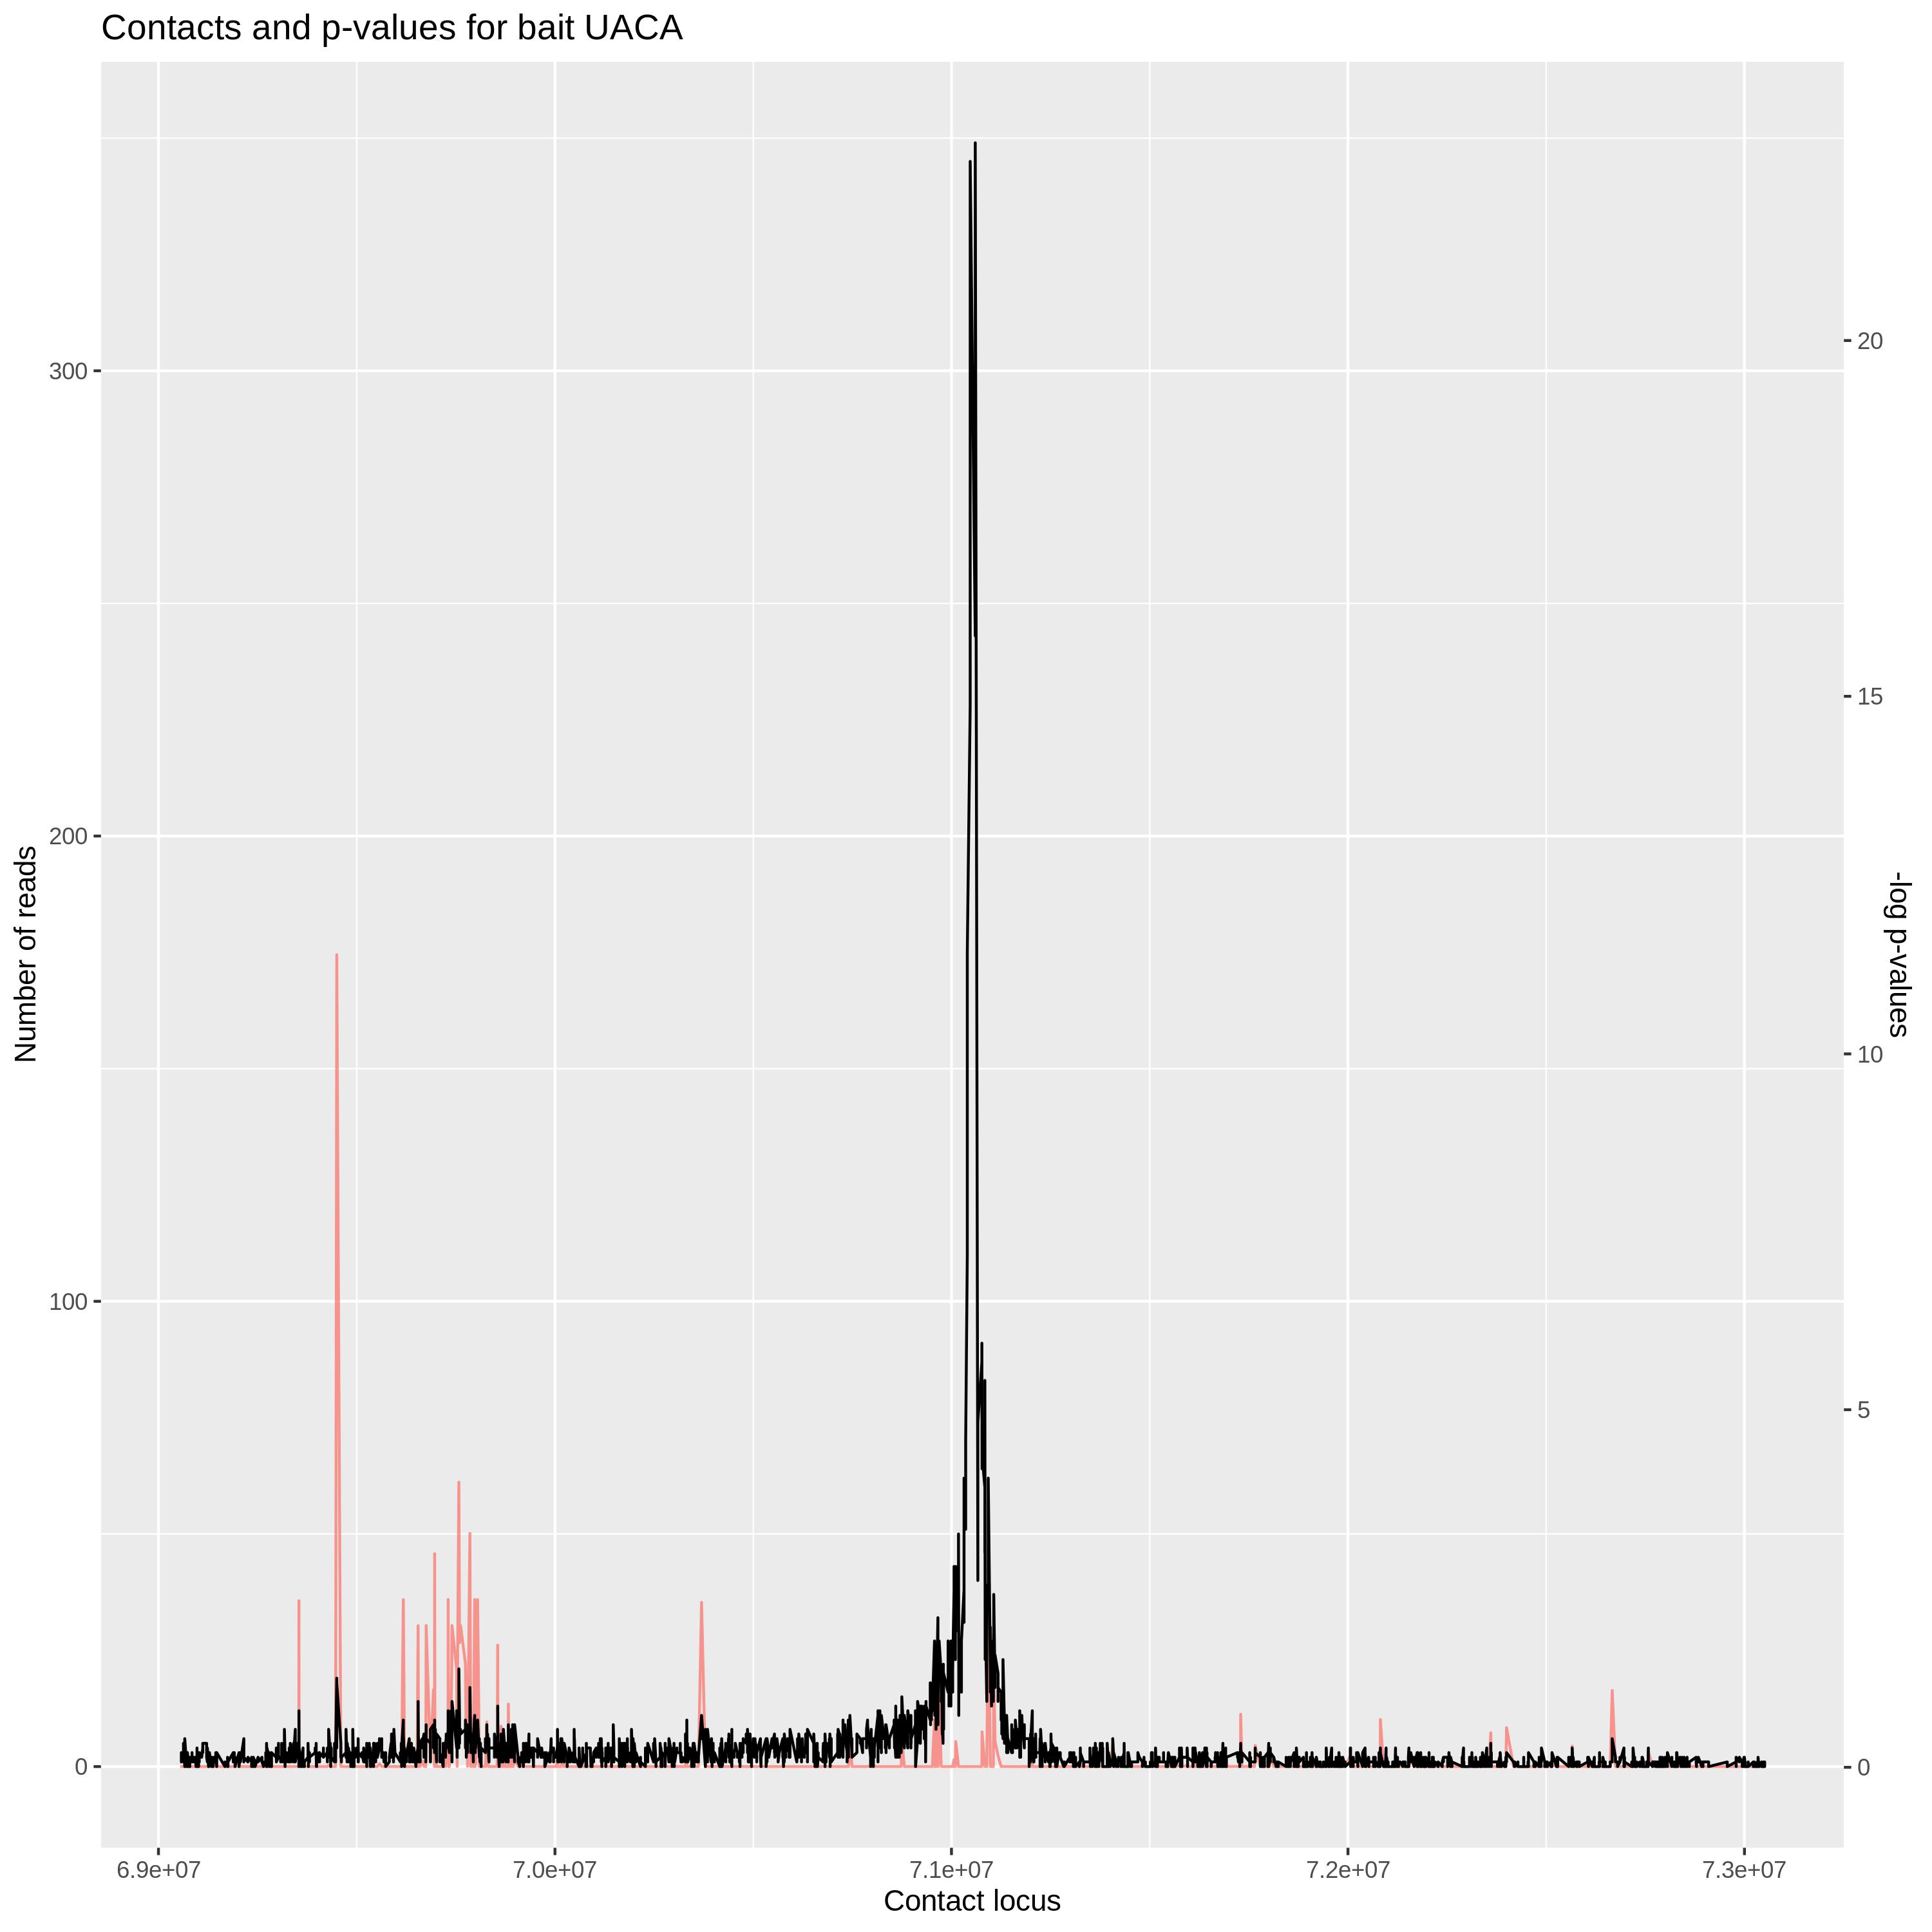 Contacts and p-values for bait UACA
300
200
100
0
Number of reads
20
15
10
5
0
-log p-values
6.9e+07 7.0e+07 7.1e+07 7.2e+07 7.3e+07
Contact locus